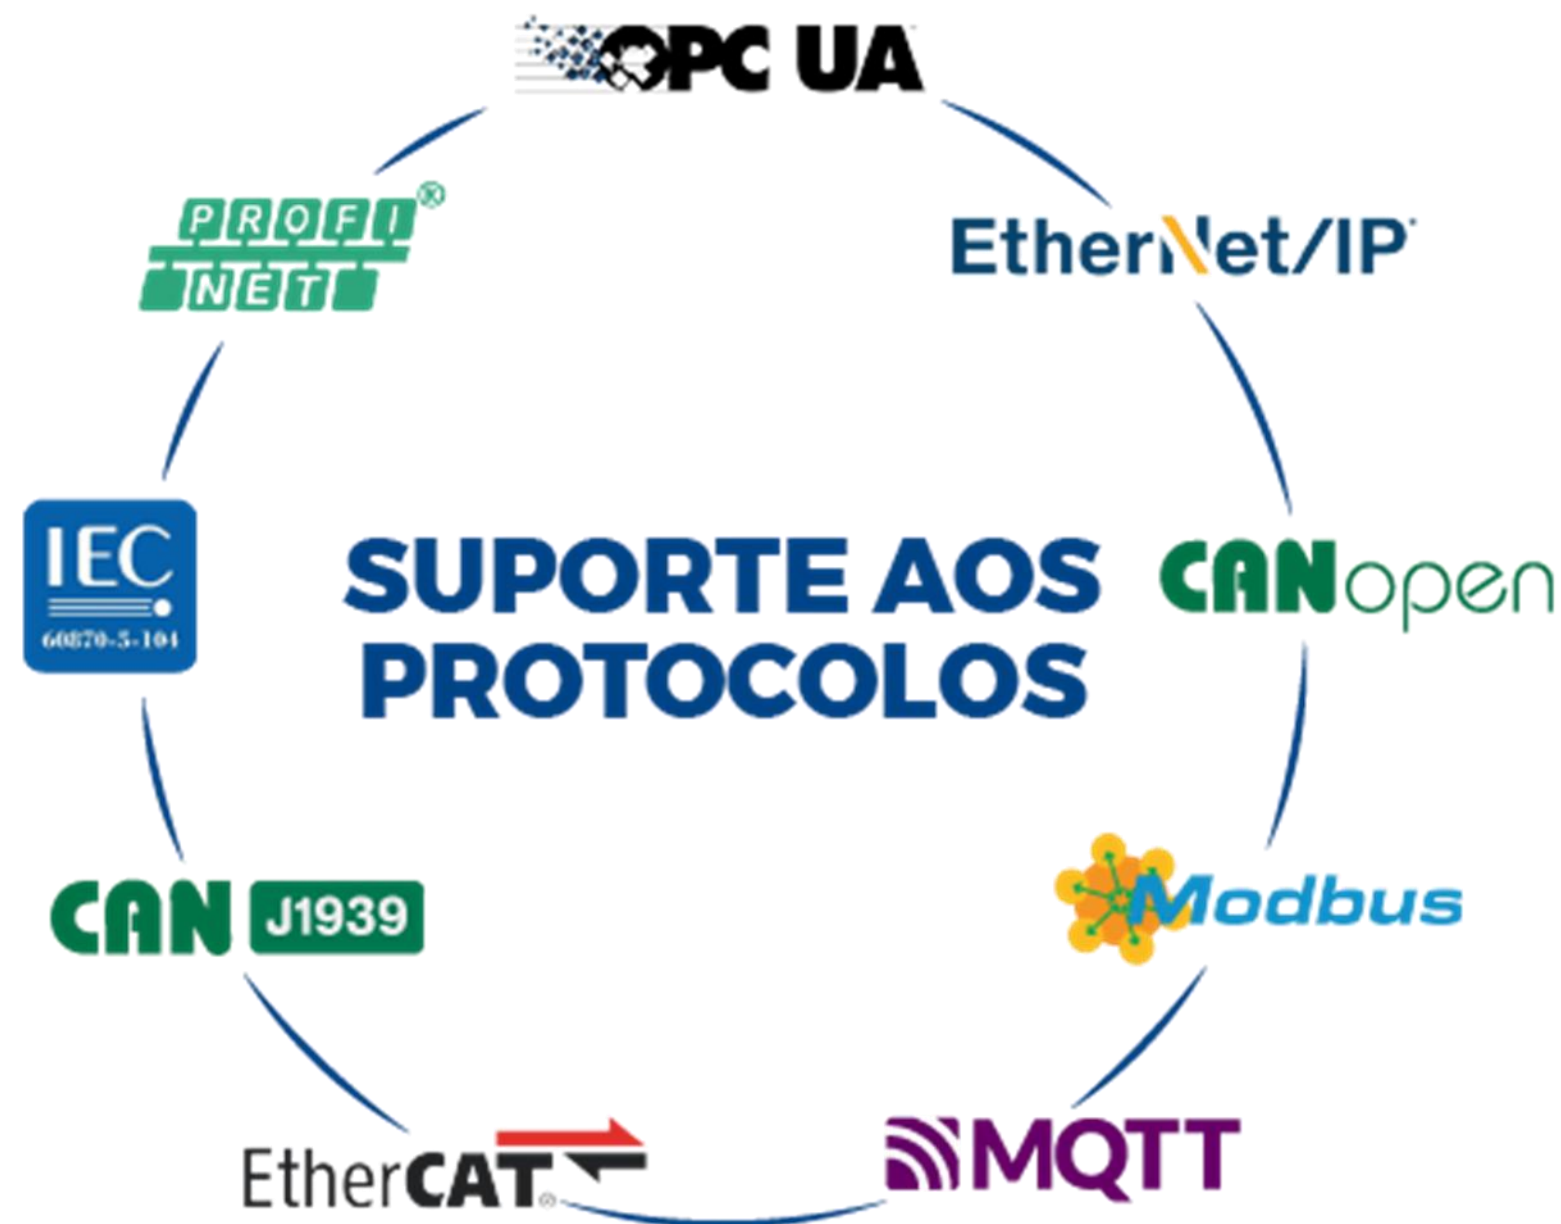 OPC UA
EtherNet/IP
PROFI®
NET
IEC
60870-5-104
SUPORTE AOS
PROTOCOLOS
CANopen
Modbus
CAN J1939
MQTT
EtherCAT®